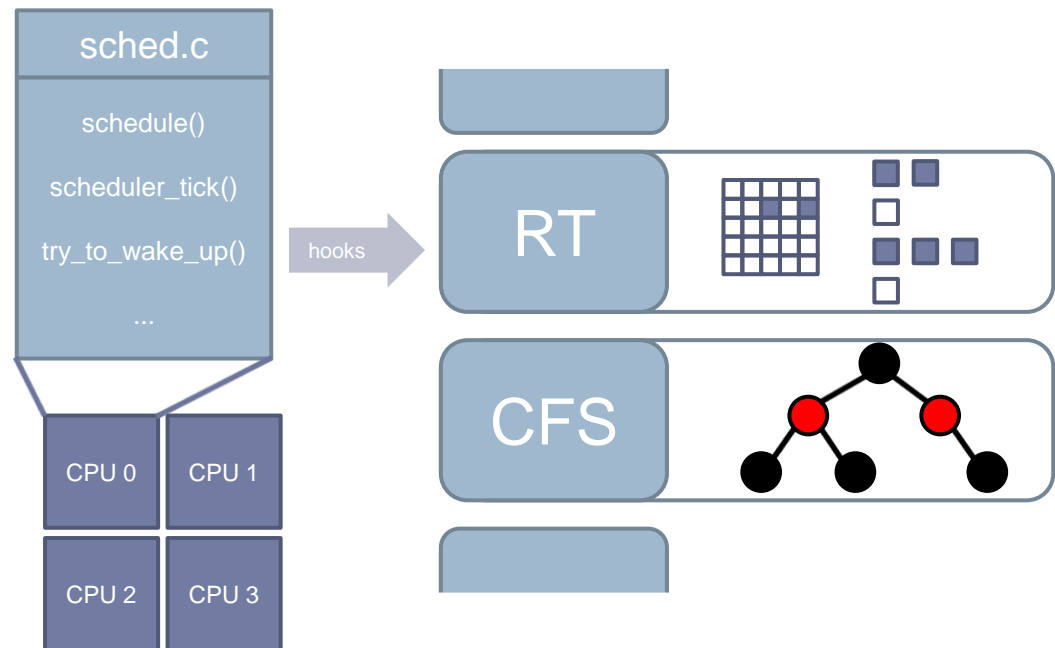 sched.c
schedule()
scheduler_tick()
try_to_wake_up()
...
hooks
RT
CFS
CPU 0
CPU 1
CPU 2
CPU 3